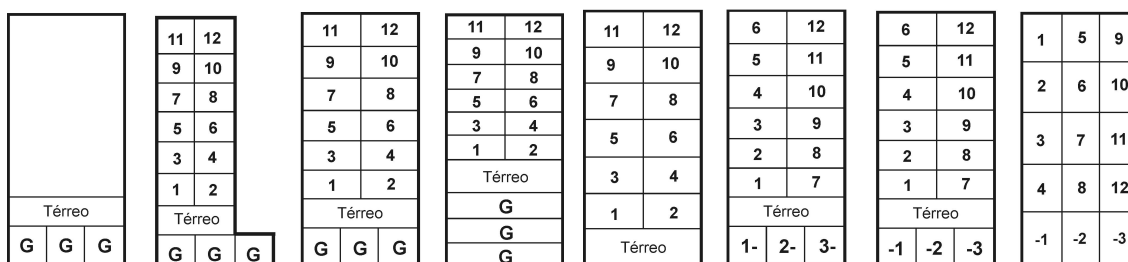 Térreo
G G G
11 12
9 10
7 8
5 6
3 4
1 2
Térreo
G G G
11 12
9 10
7 8
5 6
3 4
1 2
Térreo
G G G
11 12
9 10
7 8
5 6
3 4
1 2
Térreo
G
G
G
11 12
9 10
7 8
5 6
3 4
1 2
Térreo
6 12
5 11
4 10
3 9
2 8
1 7
Térreo
1- 2- 3-
6 12
5 11
4 10
3 9
2 8
1 7
Térreo
-1 -2 -3
1 5 9
2 6 10
3 7 11
4 8 12
-1 -2 -3